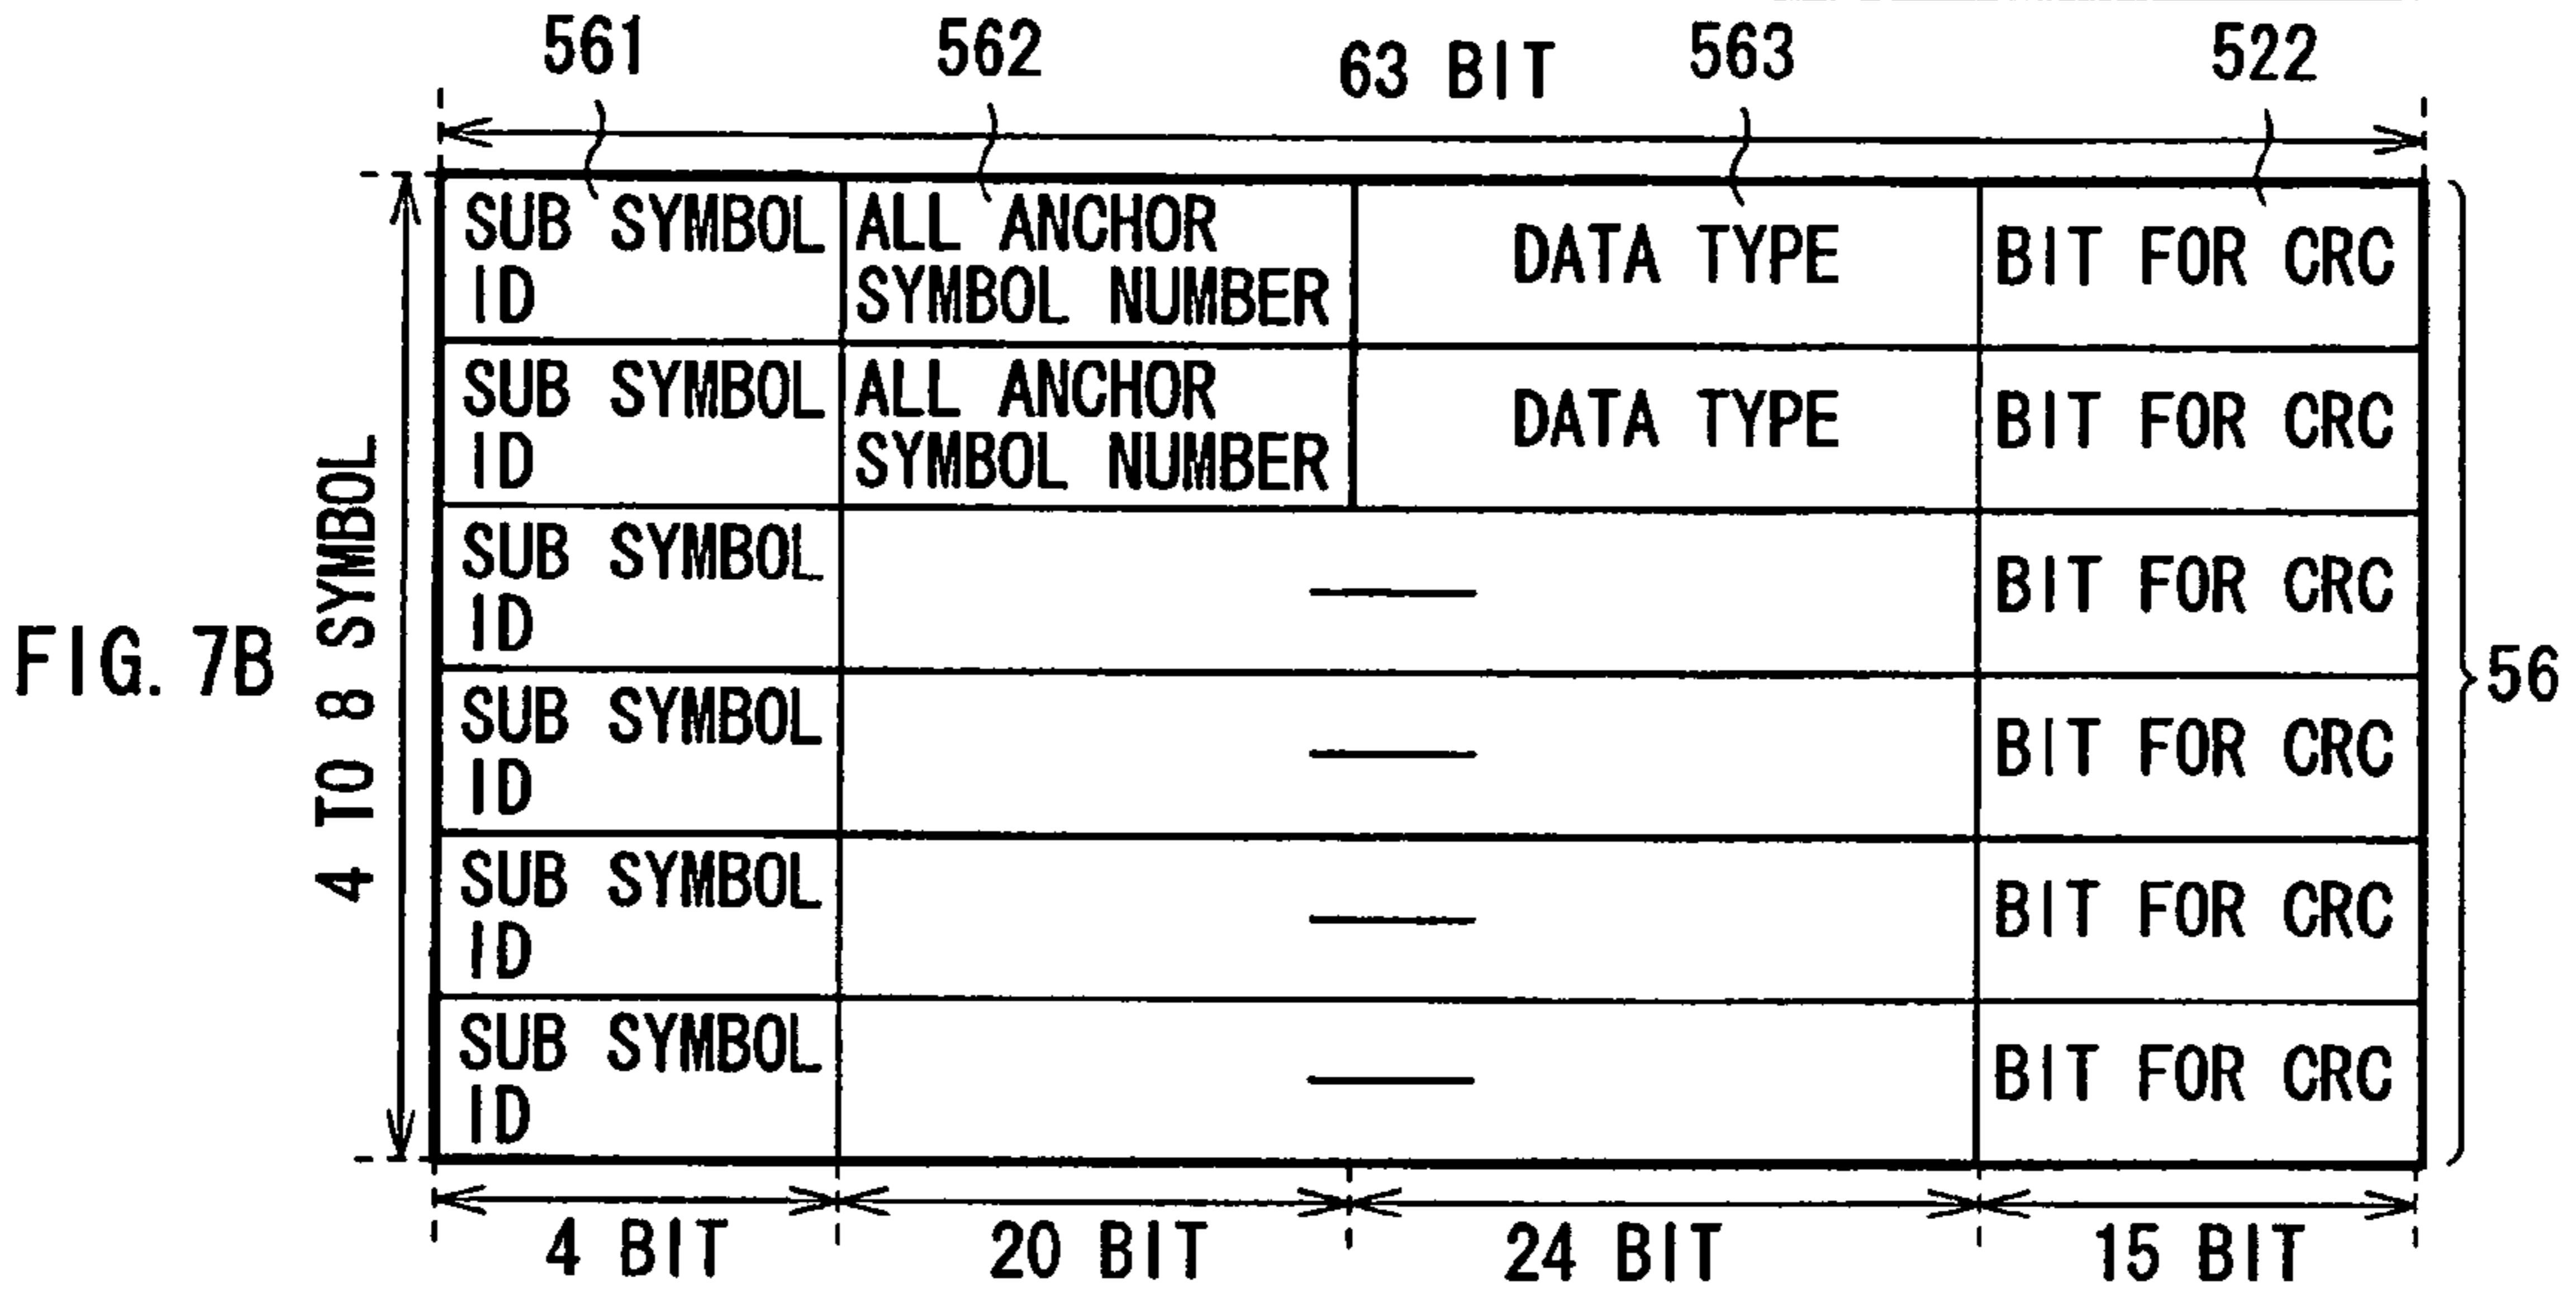 561 562 63 BIT 563 522
SUB SYMBOL ALL ANCHOR DATA TYPE BIT FOR CRC
ID SYMBOL NUMBER
SUB SYMBOL ALL ANCHOR DATA TYPE BIT FOR CRC
ID SYMBOL NUMBER
SUB SYMBOL — BIT FOR CRC
ID
SUB SYMBOL — BIT FOR CRC
ID
SUB SYMBOL — BIT FOR CRC
ID
SUB SYMBOL — BIT FOR CRC
ID
4 TO 8 SYMBOL
FIG. 7B
56
4 BIT 20 BIT 24 BIT 15 BIT